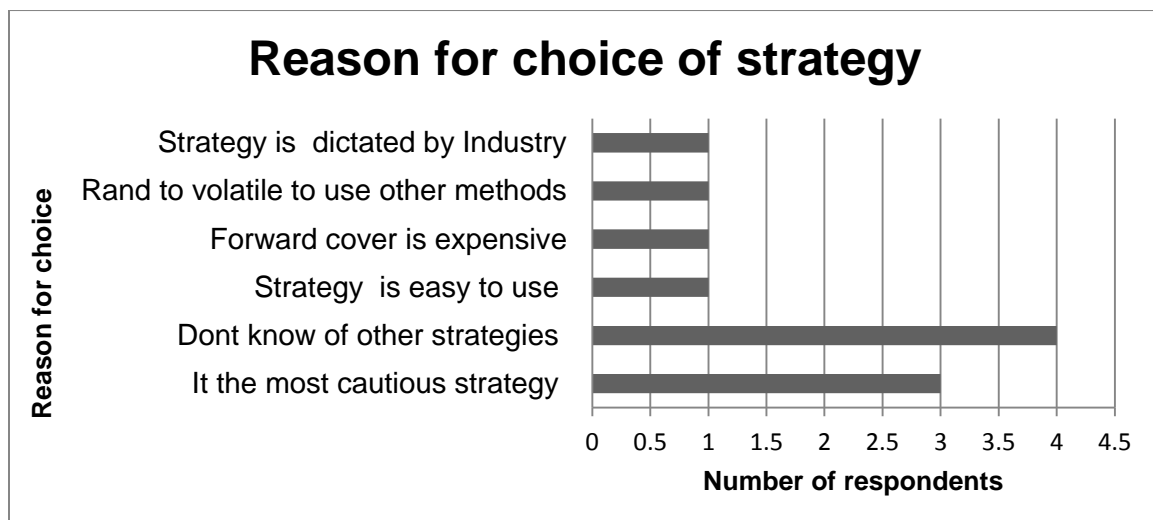 Reason for choice of strategy
Reason for choice
Strategy is  dictated by Industry
Rand to volatile to use other methods
Forward cover is expensive
Strategy  is easy to use
Dont know of other strategies
It the most cautious strategy
0 0.5 1 1.5 2 2.5 3 3.5 4 4.5
Number of respondents